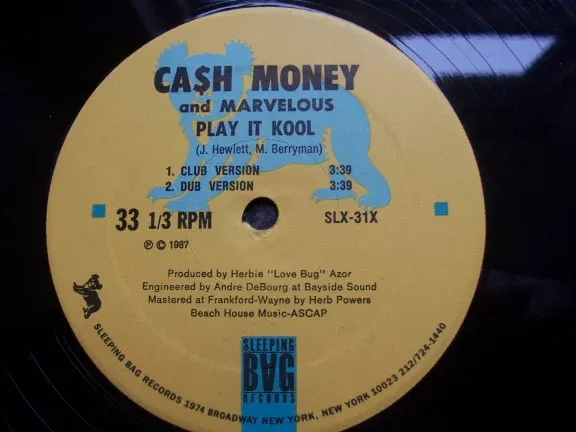 CA$H MONEY
and MARVELOUS
PLAY IT KOOL
(J. Hewlett, M. Berryman)
1. CLUB VERSION 3:39
2. DUB VERSION 3:39
33 1/3 RPM SLX-31X
℗ © 1987
Produced by Herbie "Love Bug" Azor
Engineered by Andre DeBourg at Bayside Sound
Mastered at Frankford-Wayne by Herb Powers
Beach House Music-ASCAP
SLEEPING
BAG
RECORDS
SLEEPING BAG RECORDS 1974 BROADWAY NEW YORK, NEW YORK 10023 212/724-1440